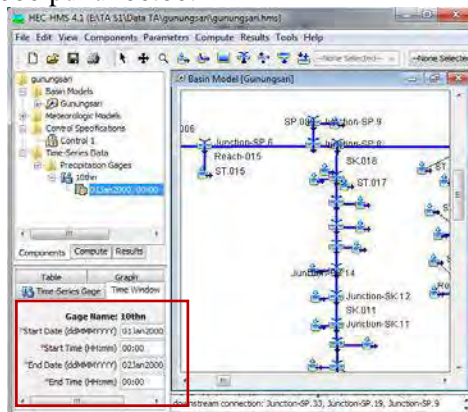 HEC-HMS 4.1 [E:\TA S1\Data TA\gunungsari\gunungsari.hms]
File Edit View Components Parameters Compute Results Tools Help
--None Selected--
--None Selected
gunungsari
Basin Models
Gunungsari
Meteorologic Models
Control Specifications
Control 1
Time-Series Data
Precipitation Gages
10thn
01Jan2000, 00:00
Components Compute Results
Table Graph
Time-Series Gage Time Window
Gage Name: 10thn
*Start Date (ddMMMYYYY) 01Jan2000
*Start Time (HH:mm) 00:00
*End Date (ddMMMYYYY) 02Jan2000
*End Time (HH:mm) 00:00
Basin Model [Gunungsari]
Junction-SP.9
006
Junction-SP.6
Junction-SP.8
Reach-015
SK.018
ST.015
ST.017
ST
Junction-SK.12
SK.011
Junction-SK.11
downstream connection: Junction-SP.33, Junction-SP.19, Junction-SP.9